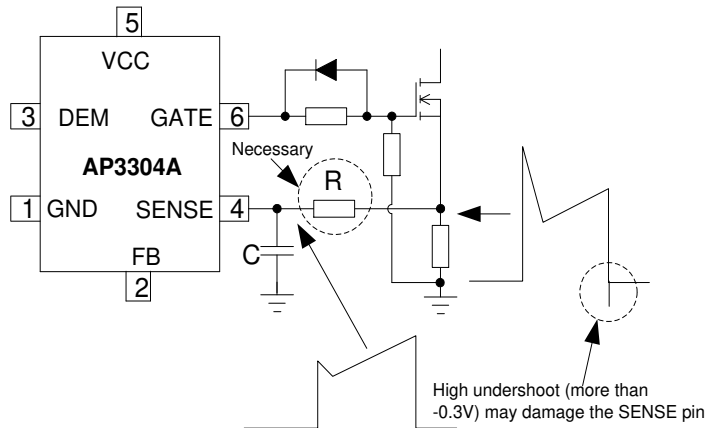 5
VCC
3 DEM GATE 6
AP3304A
Necessary
R
1 GND SENSE 4
C
FB
2
High undershoot (more than
-0.3V) may damage the SENSE pin